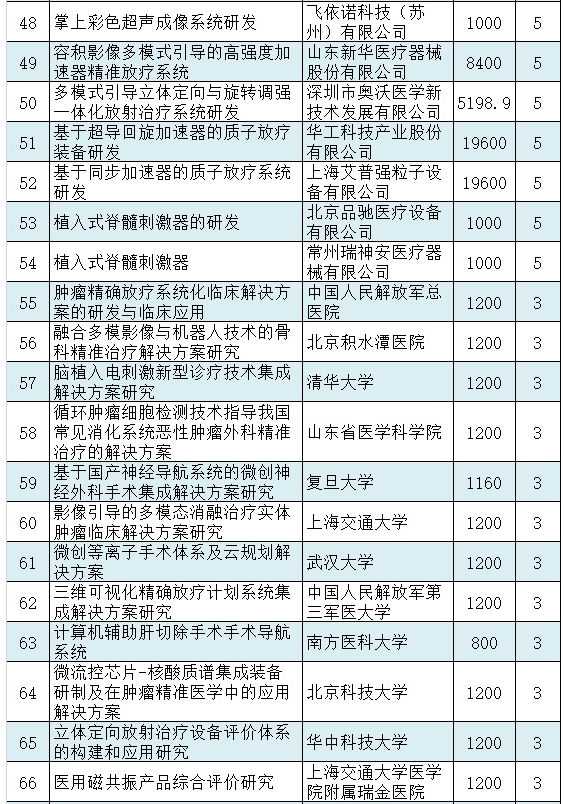 48 掌上彩色超声成像系统研发 飞依诺科技（苏州）有限公司 1000 5
49 容积影像多模式引导的高强度加速器精准放疗系统 山东新华医疗器械股份有限公司 8400 5
50 多模式引导立体定向与旋转调强一体化放射治疗系统研发 深圳市奥沃医学新技术发展有限公司 5198.9 5
51 基于超导回旋加速器的质子放疗装备研发 华工科技产业股份有限公司 19600 5
52 基于同步加速器的质子放疗系统研发 上海艾普强粒子设备有限公司 19600 5
53 植入式脊髓刺激器的研发 北京品驰医疗设备有限公司 1000 5
54 植入式脊髓刺激器 常州瑞神安医疗器械有限公司 1000 5
55 肿瘤精确放疗系统化临床解决方案的研发与临床应用 中国人民解放军总医院 1200 3
56 融合多模影像与机器人技术的骨科精准治疗解决方案研究 北京积水潭医院 1200 3
57 脑植入电刺激新型诊疗技术集成解决方案研究 清华大学 1200 3
58 循环肿瘤细胞检测技术指导我国常见消化系统恶性肿瘤外科精准治疗的解决方案 山东省医学科学院 1200 3
59 基于国产神经导航系统的微创神经外科手术集成解决方案研究 复旦大学 1160 3
60 影像引导的多模态消融治疗实体肿瘤临床解决方案研究 上海交通大学 1200 3
61 微创等离子手术体系及云规划解决方案 武汉大学 1200 3
62 三维可视化精确放疗计划系统集成解决方案研究 中国人民解放军第三军医大学 1200 3
63 计算机辅助肝切除手术手术导航系统 南方医科大学 800 3
64 微流控芯片-核酸质谱集成装备研制及在肿瘤精准医学中的应用解决方案 北京科技大学 1200 3
65 立体定向放射治疗设备评价体系的构建和应用研究 华中科技大学 1200 3
66 医用磁共振产品综合评价研究 上海交通大学医学院附属瑞金医院 1200 3